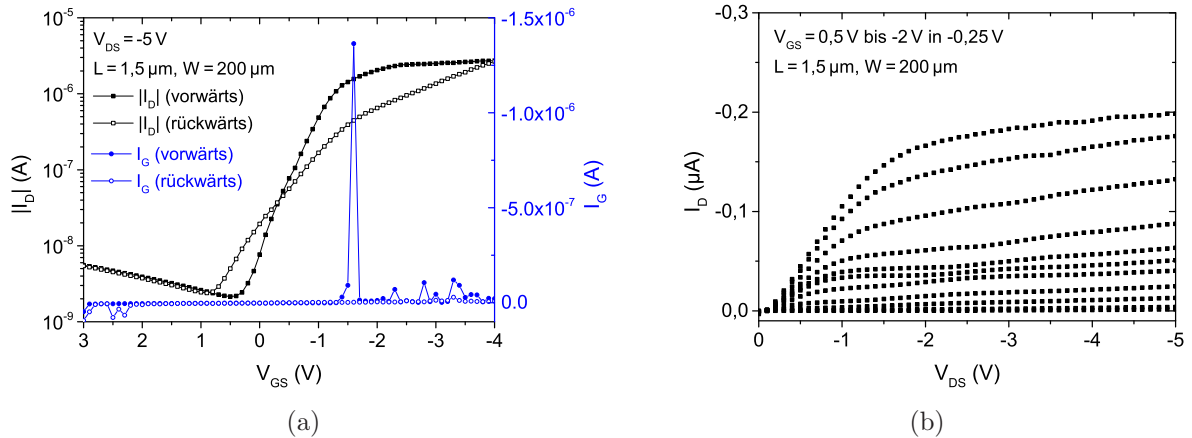 V_DS = -5 V
L = 1,5 µm, W = 200 µm
|I_D| (vorwärts)
|I_D| (rückwärts)
I_G (vorwärts)
I_G (rückwärts)
|I_D| (A)
10^-5
10^-6
10^-7
10^-8
10^-9
3 2 1 0 -1 -2 -3 -4
V_GS (V)
-1.5x10^-6
-1.0x10^-6
-5.0x10^-7
0.0
I_G (A)
(a)
V_GS = 0,5 V bis -2 V in -0,25 V
L = 1,5 µm, W = 200 µm
I_D (µA)
-0,3
-0,2
-0,1
0,0
0 -1 -2 -3 -4 -5
V_DS (V)
(b)